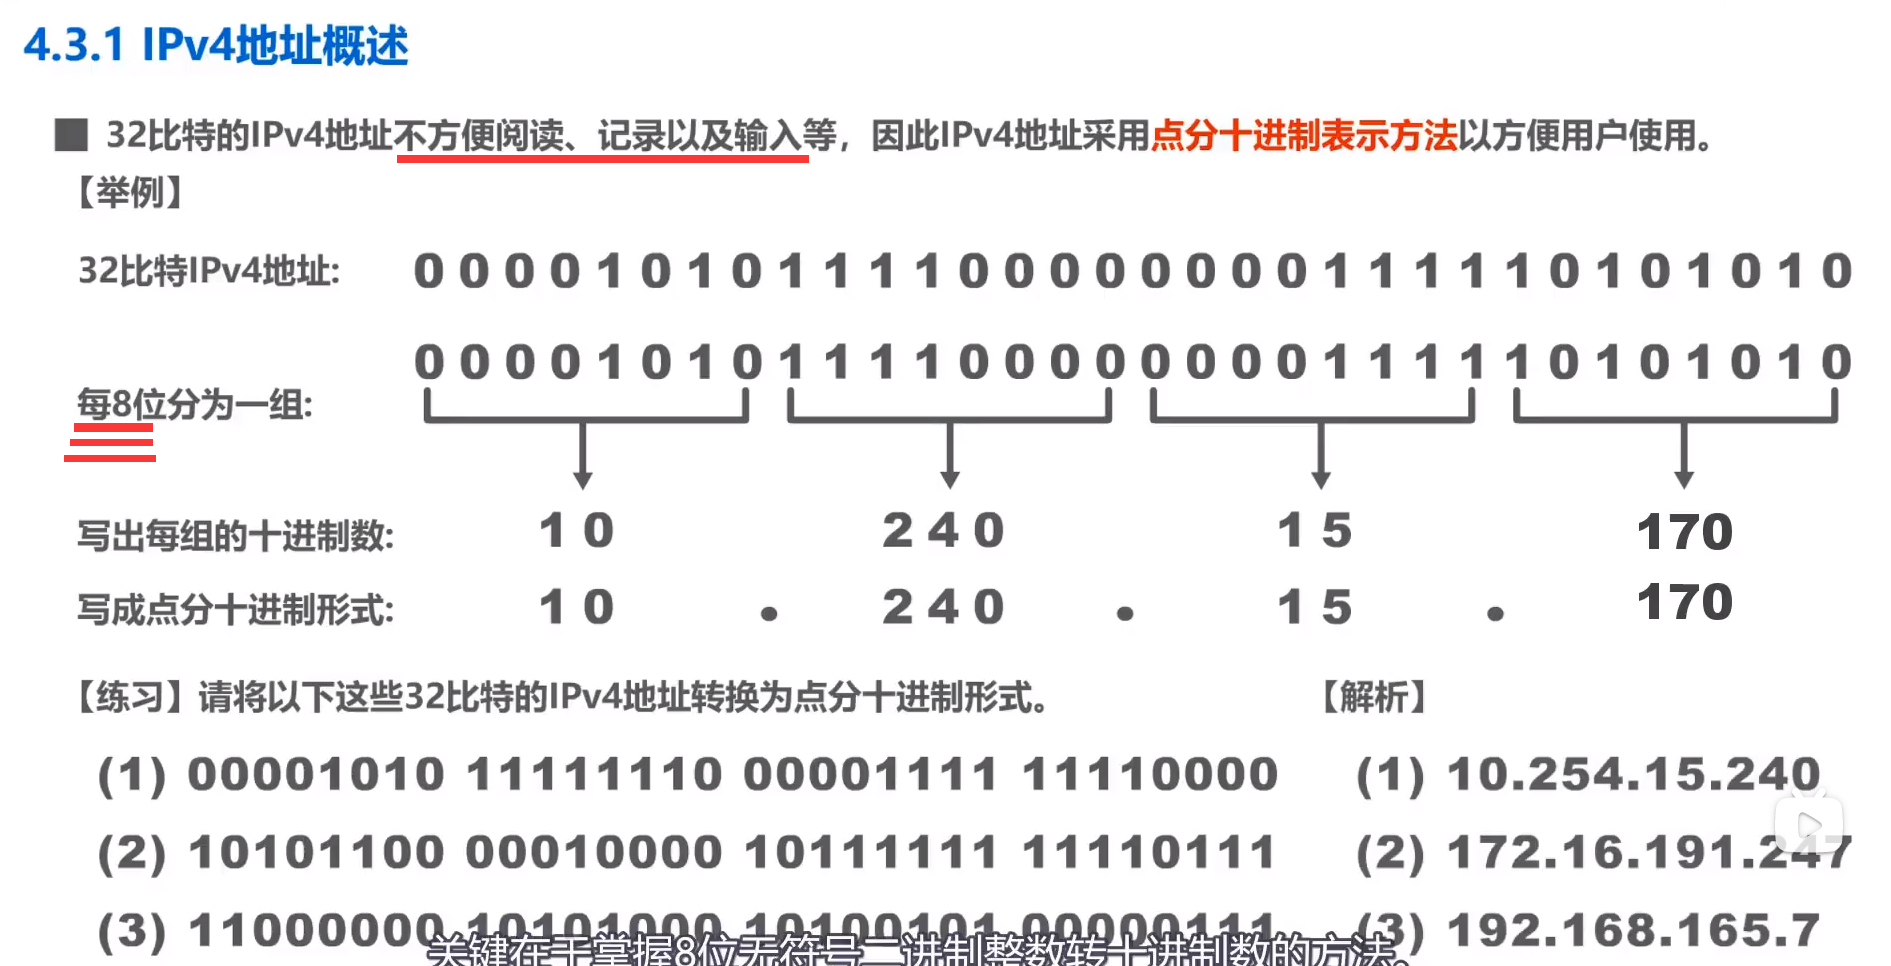 4.3.1 IPv4地址概述
32比特的IPv4地址不方便阅读、记录以及输入等，因此IPv4地址采用点分十进制表示方法以方便用户使用。
【举例】
32比特IPv4地址: 0 0 0 0 1 0 1 0 1 1 1 1 0 0 0 0 0 0 0 0 1 1 1 1 1 0 1 0 1 0 1 0
0 0 0 0 1 0 1 0 1 1 1 1 0 0 0 0 0 0 0 0 1 1 1 1 1 0 1 0 1 0 1 0
每8位分为一组:
写出每组的十进制数: 10 240 15 170
写成点分十进制形式: 10 . 240 . 15 . 170
【练习】请将以下这些32比特的IPv4地址转换为点分十进制形式。 【解析】
(1) 00001010 11111110 00001111 11110000 (1) 10.254.15.240
(2) 10101100 00010000 10111111 11110111 (2) 172.16.191.247
(3) 11000000 10101000 10100101 00000111 (3) 192.168.165.7
关键在于掌握8位无符号二进制整数转十进制数的方法。